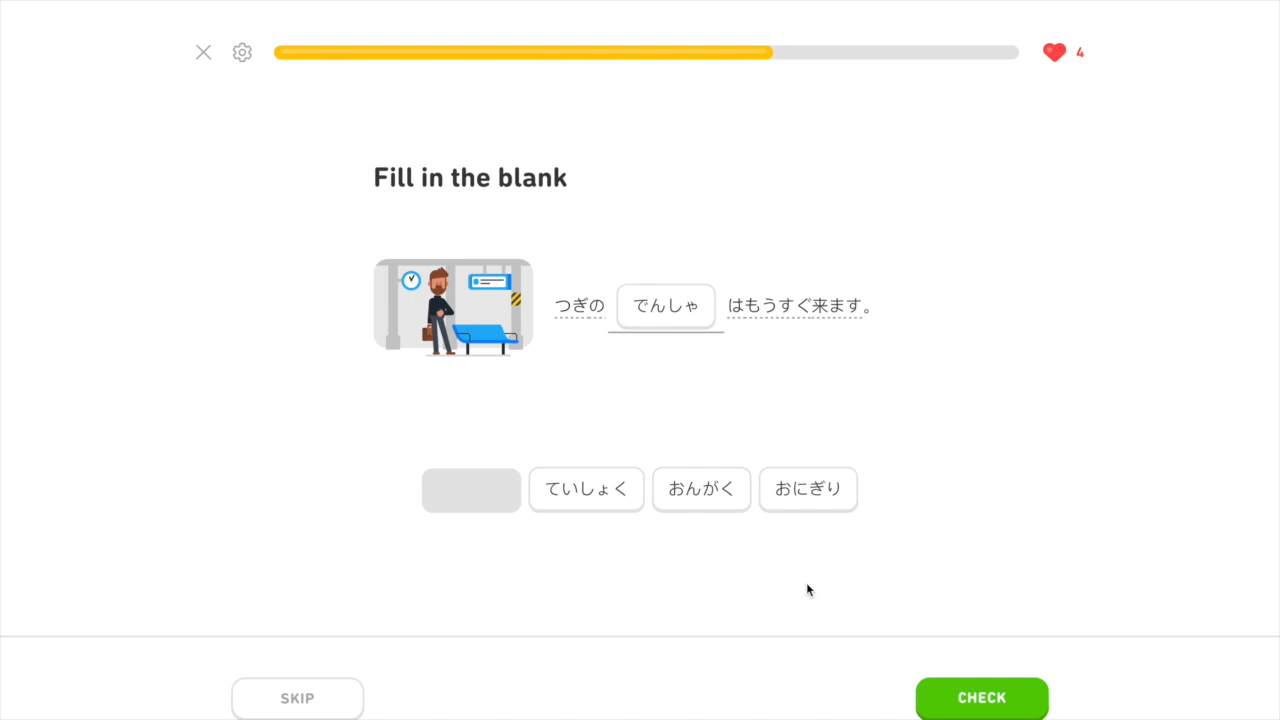 4
Fill in the blank
つぎの でんしゃ はもうすぐ来ます。
ていしょく おんがく おにぎり
SKIP CHECK